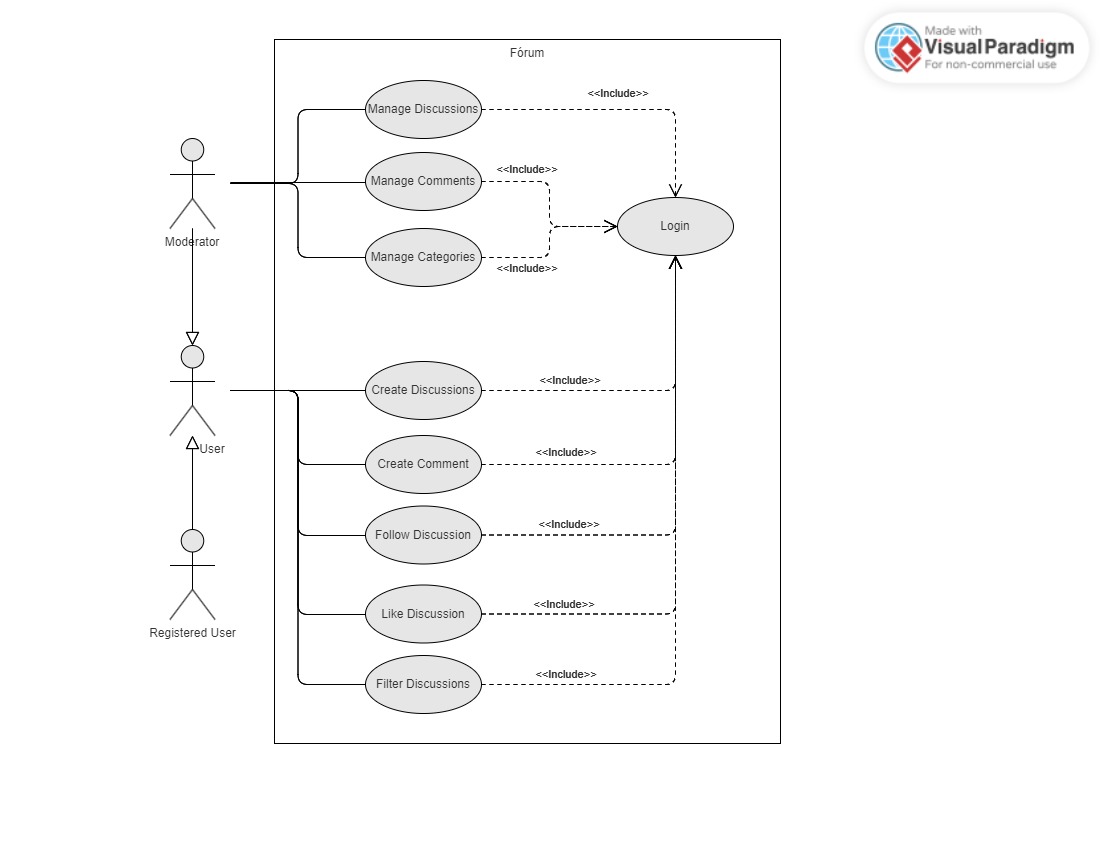 Made with
Visual Paradigm
For non-commercial use
Fórum
Manage Discussions
<<Include>>
Manage Comments
<<Include>>
Moderator
Login
Manage Categories
<<Include>>
Create Discussions
<<Include>>
User
Create Comment
<<Include>>
Follow Discussion
<<Include>>
Like Discussion
<<Include>>
Registered User
Filter Discussions
<<Include>>